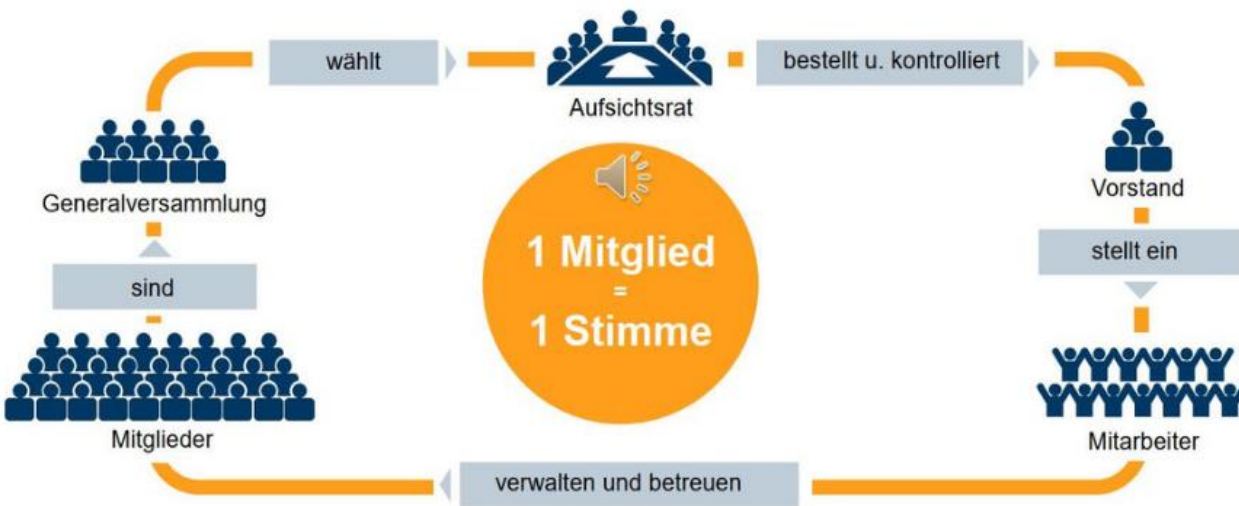 wählt
bestellt u. kontrolliert
Aufsichtsrat
Generalversammlung
Vorstand
1 Mitglied
=
1 Stimme
sind
stellt ein
Mitglieder
Mitarbeiter
verwalten und betreuen